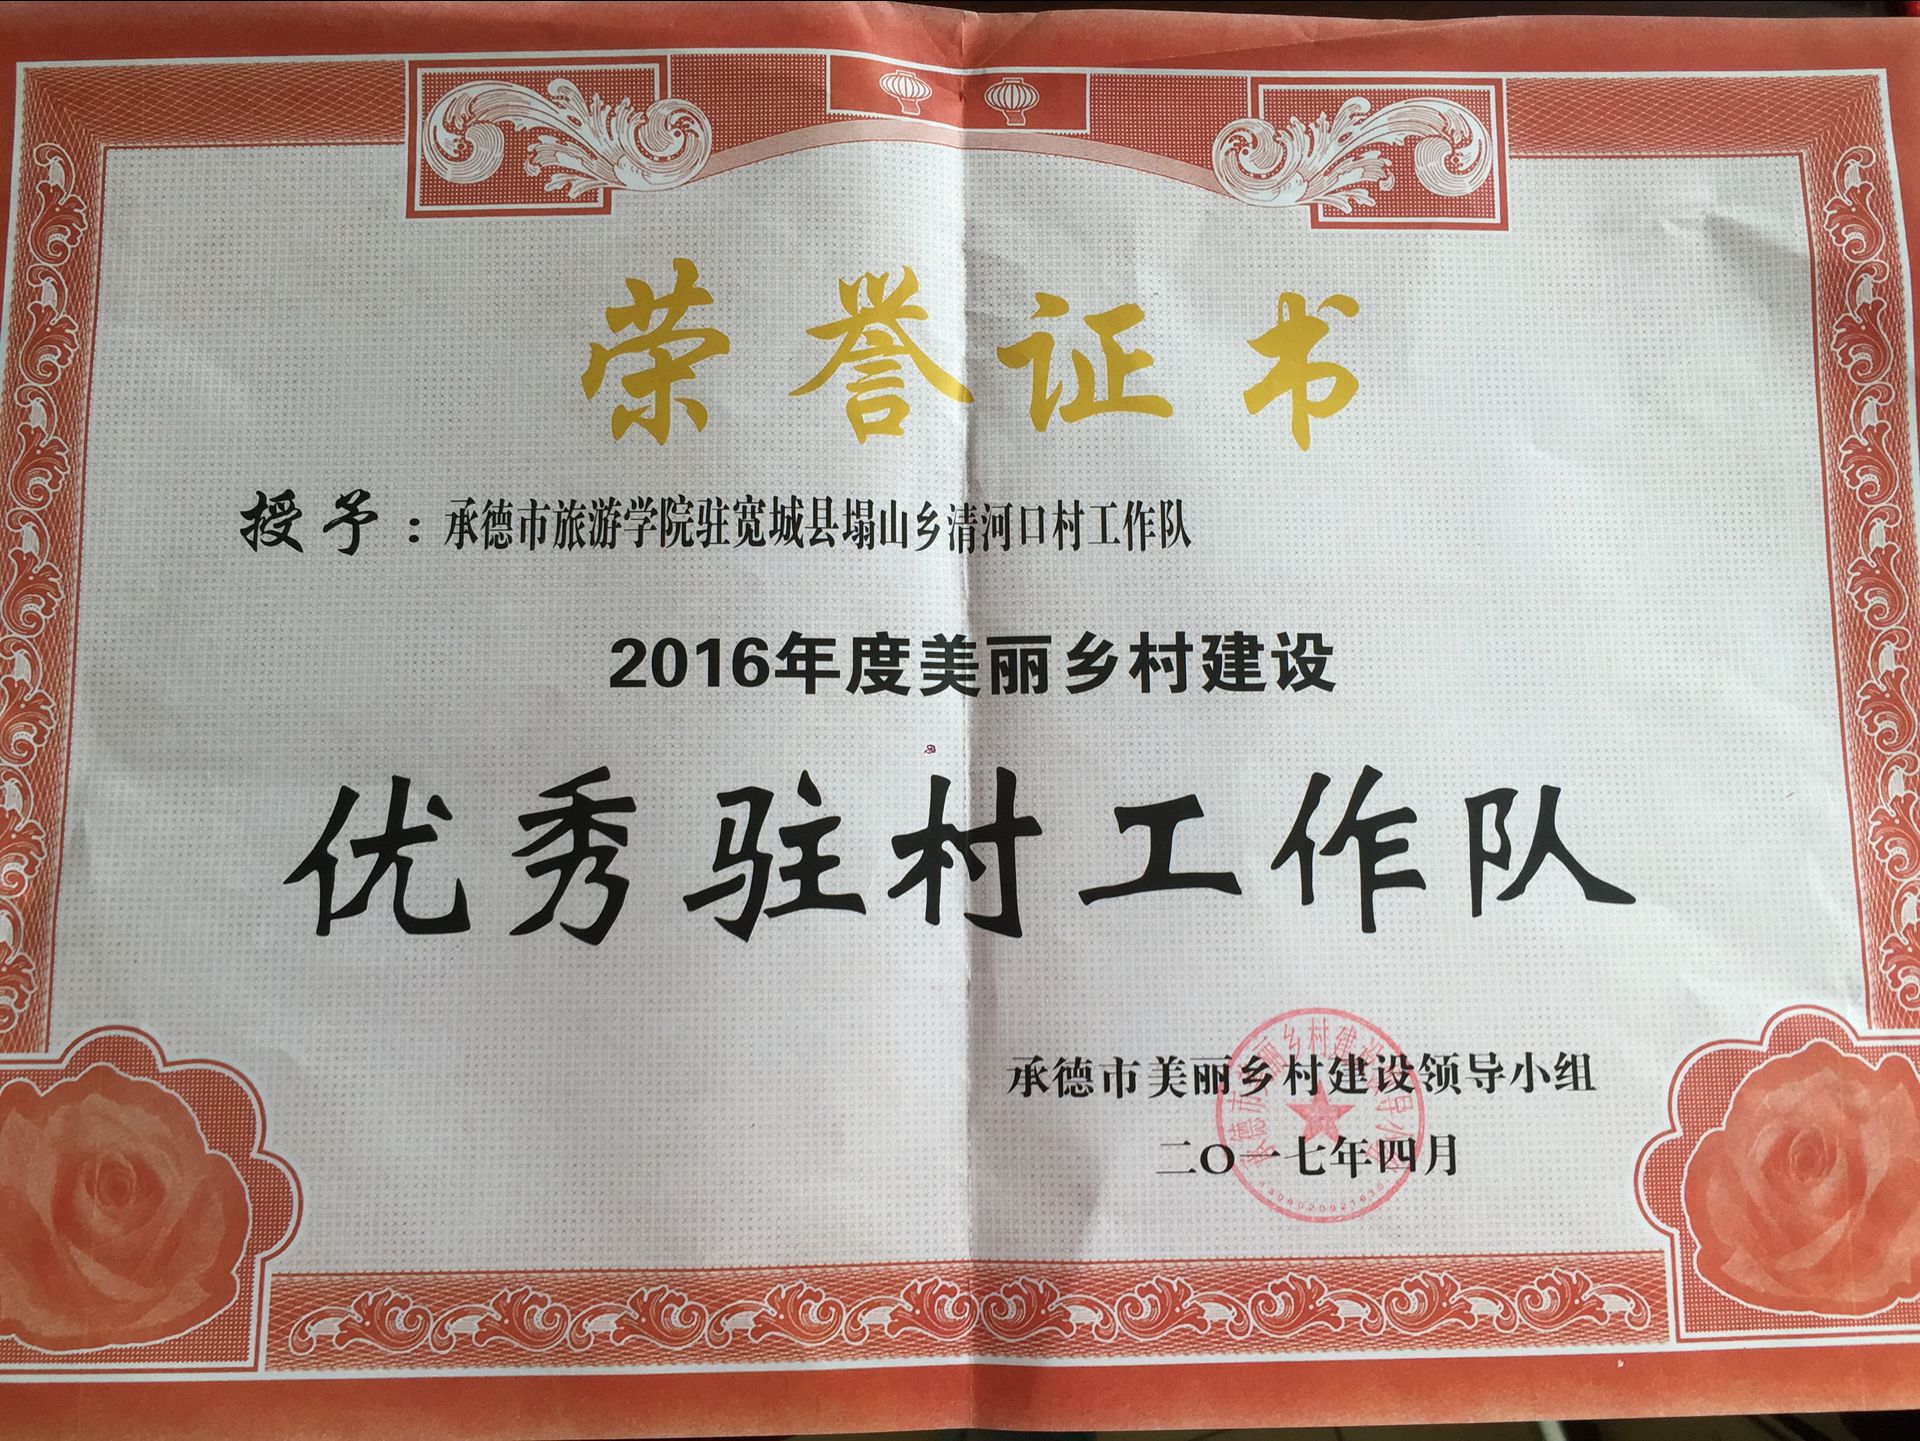 荣誉证书
授予：承德市旅游学院驻宽城县塌山乡清河口村工作队
2016年度美丽乡村建设
优秀驻村工作队
承德市美丽乡村建设领导小组
二〇一七年四月